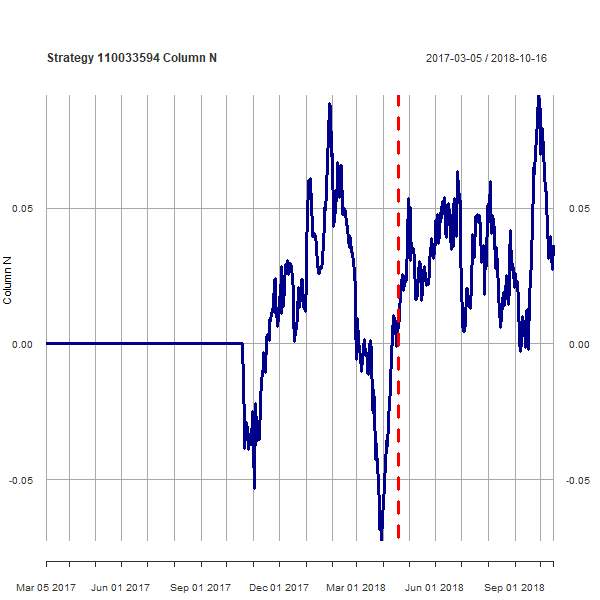 Strategy 110033594 Column N 2017-03-05 / 2018-10-16
0.05 0.05
Column N
0.00 0.00
-0.05 -0.05
Mar 05 2017 Jun 01 2017 Sep 01 2017 Dec 01 2017 Mar 01 2018 Jun 01 2018 Sep 01 2018